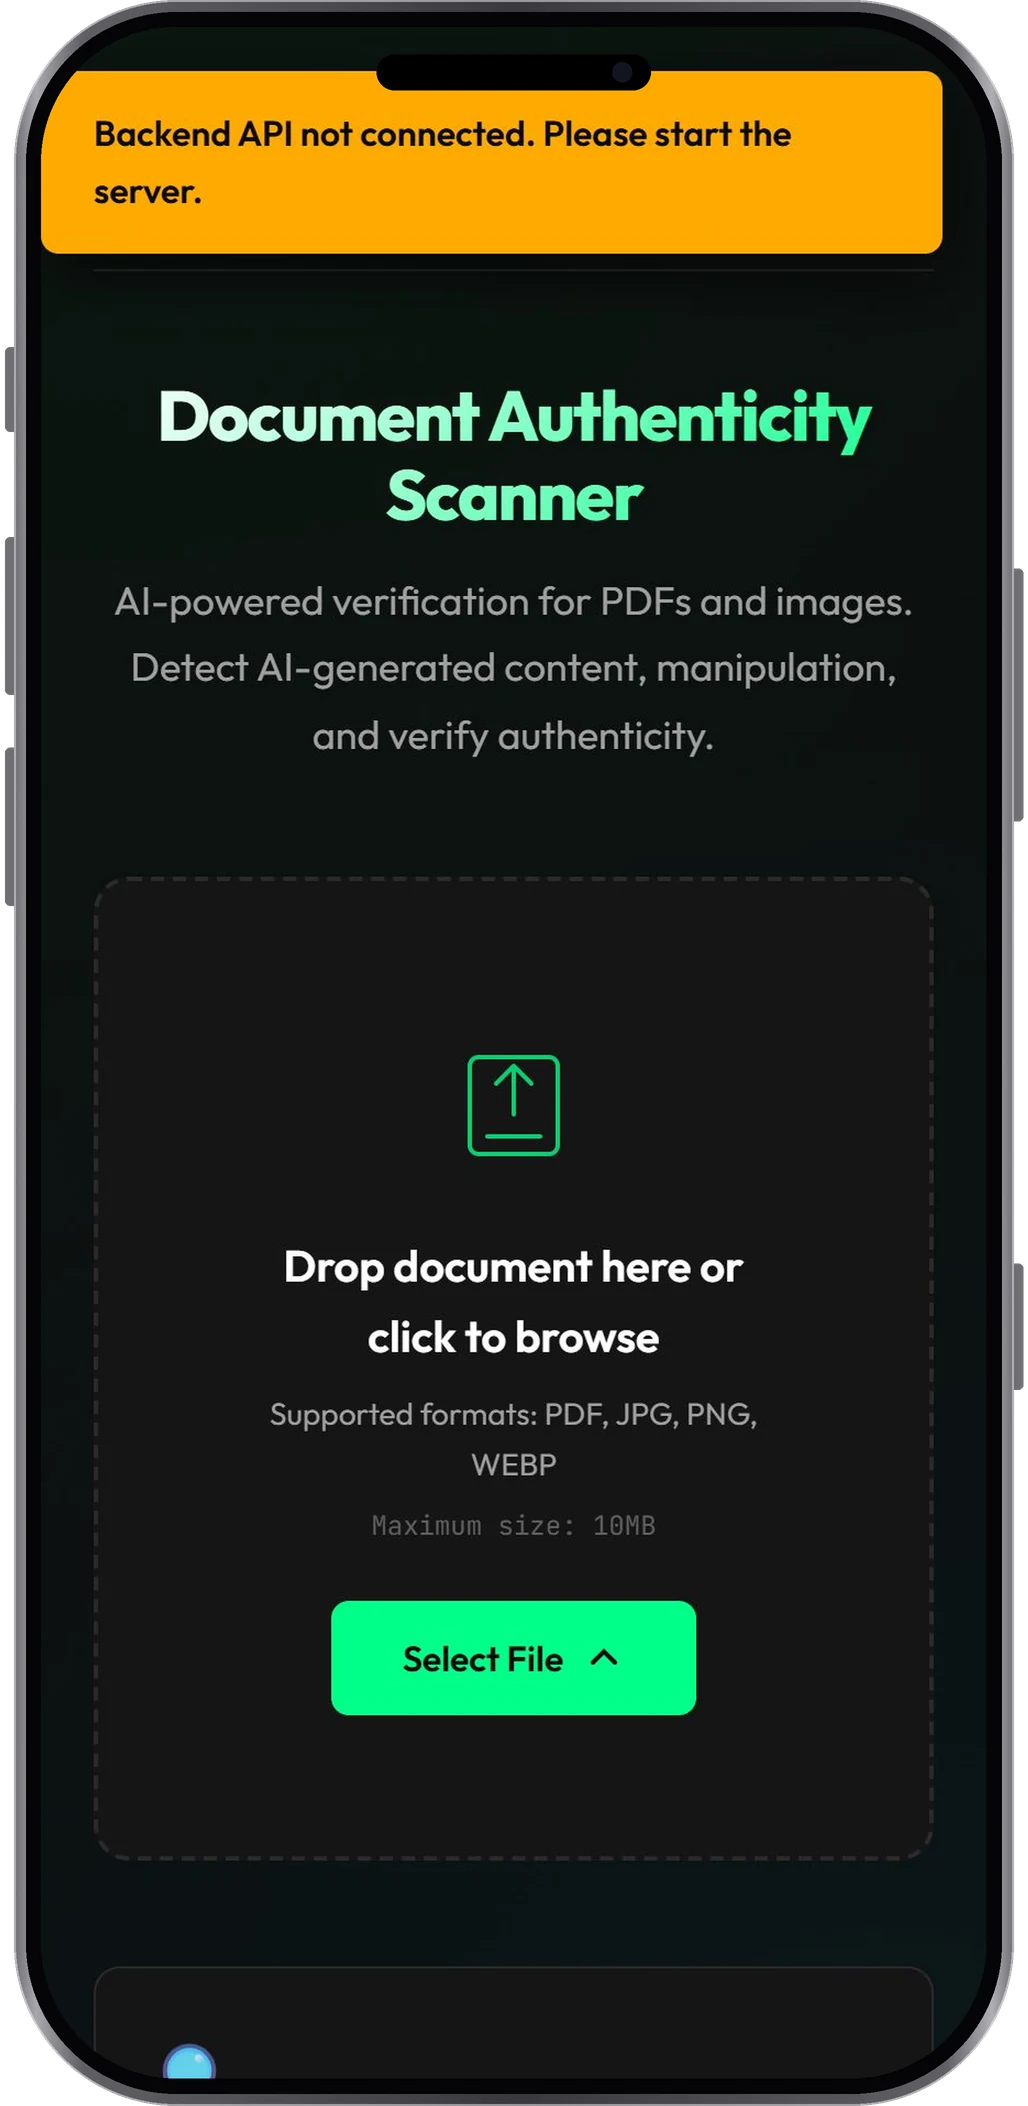 Backend API not connected. Please start the
server.
Document Authenticity
Scanner
AI-powered verification for PDFs and images.
Detect AI-generated content, manipulation,
and verify authenticity.
Drop document here or
click to browse
Supported formats: PDF, JPG, PNG,
WEBP
Maximum size: 10MB
Select File